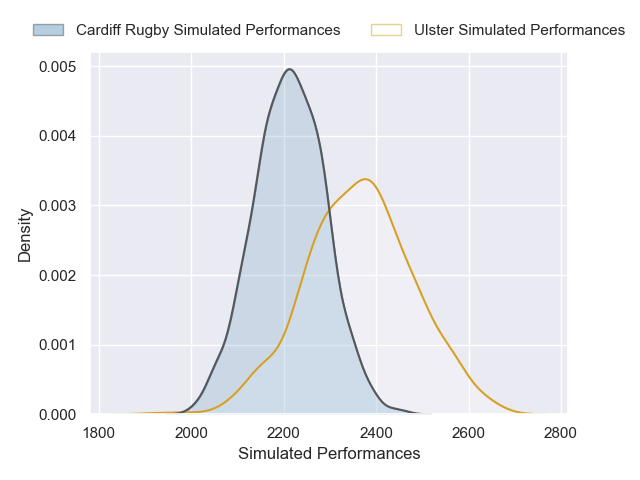 Cardiff Rugby Simulated Performances Ulster Simulated Performances
0.005
0.004
0.003
0.002
0.001
0.000
Density
1800 2000 2200 2400 2600 2800
Simulated Performances